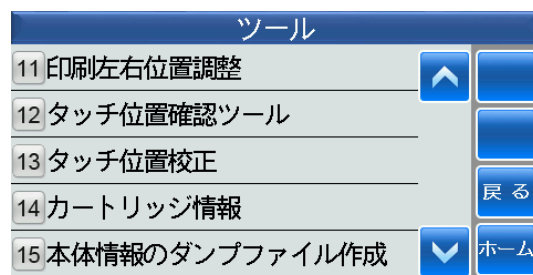 ツール
11 印刷左右位置調整
12 タッチ位置確認ツール
13 タッチ位置校正
戻る
14 カートリッジ情報
15 本体情報のダンプファイル作成
ホーム